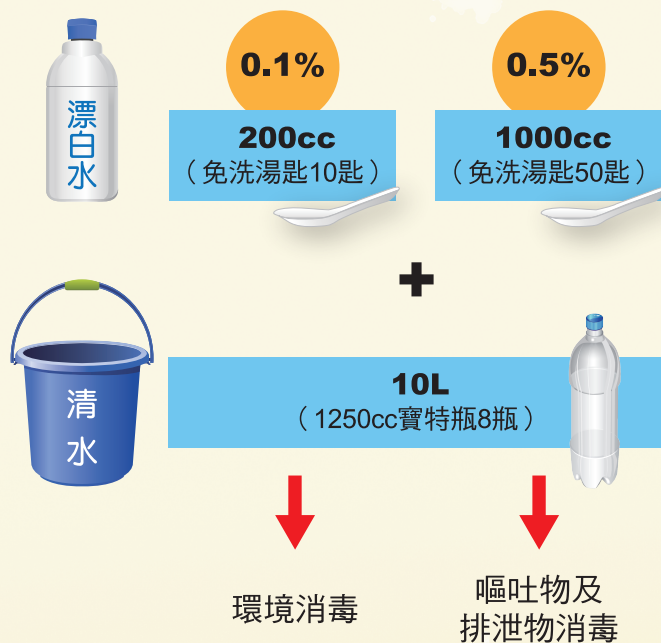 漂白水
0.1%
0.5%
200cc
（免洗湯匙10匙）
1000cc
（免洗湯匙50匙）
+
清水
10L
（1250cc寶特瓶8瓶）
環境消毒
嘔吐物及
排泄物消毒